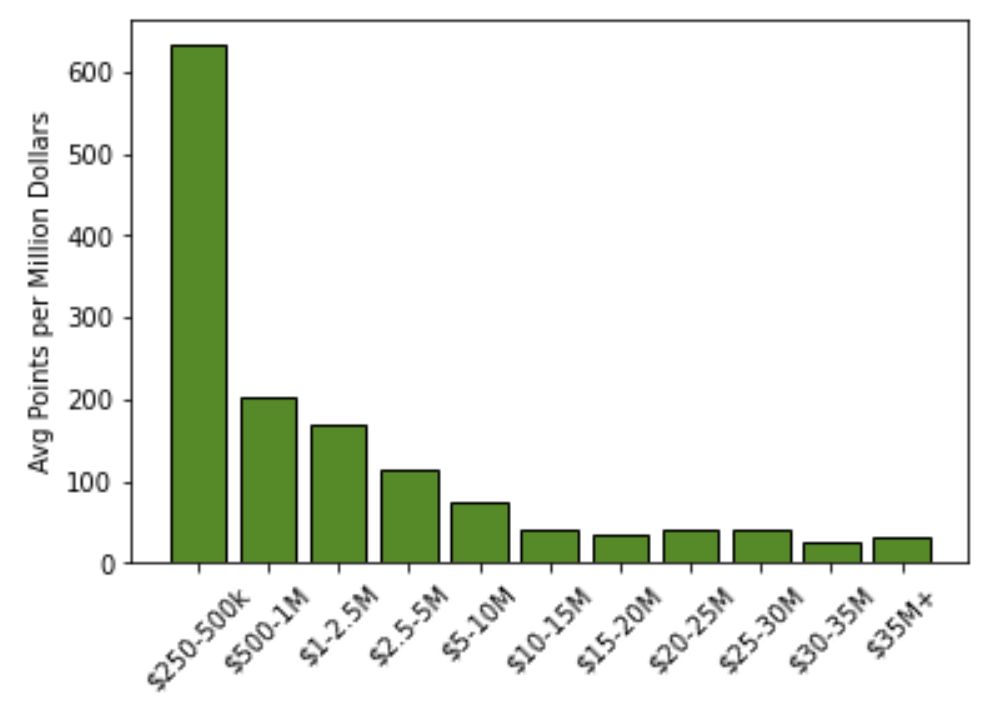 Avg Points per Million Dollars
600
500
400
300
200
100
0
$250-500k
$500-1M
$1-2.5M
$2.5-5M
$5-10M
$10-15M
$15-20M
$20-25M
$25-30M
$30-35M
$35M+